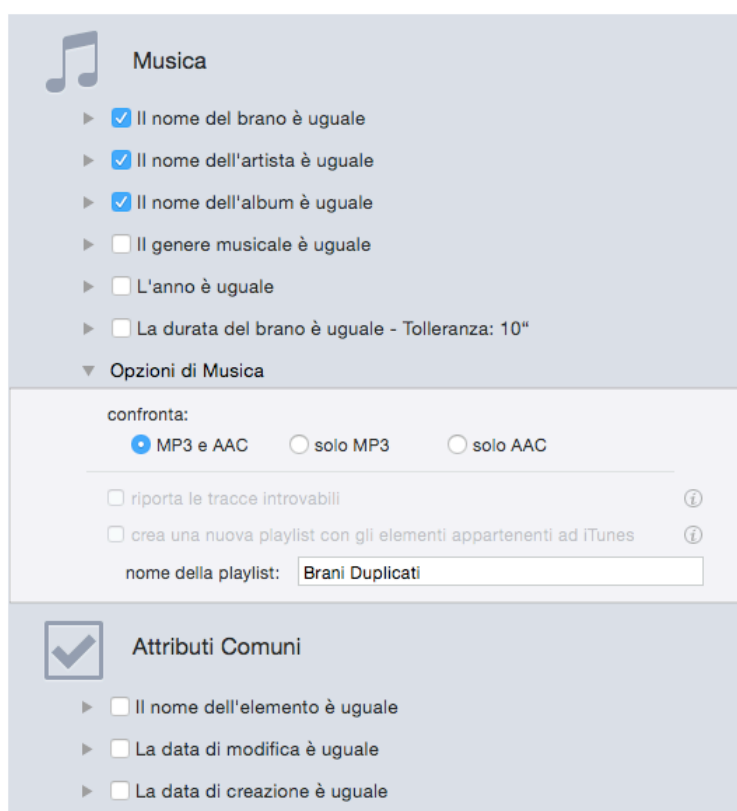 Musica
Il nome del brano è uguale
Il nome dell'artista è uguale
Il nome dell'album è uguale
Il genere musicale è uguale
L'anno è uguale
La durata del brano è uguale - Tolleranza: 10“
Opzioni di Musica
confronta:
MP3 e AAC solo MP3 solo AAC
riporta le tracce introvabili
crea una nuova playlist con gli elementi appartenenti ad iTunes
nome della playlist: Brani Duplicati
Attributi Comuni
Il nome dell'elemento è uguale
La data di modifica è uguale
La data di creazione è uguale